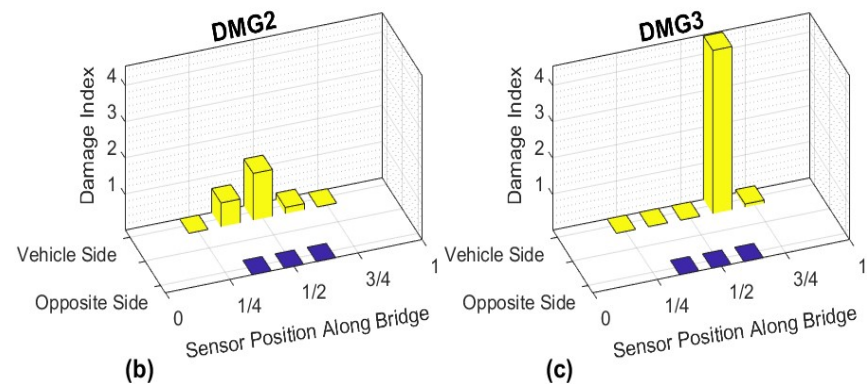 DMG2
4
3
2
1
Damage Index
Vehicle Side
Opposite Side
0
1/4
1/2
3/4
1
Sensor Position Along Bridge
(b)
DMG3
4
3
2
1
Damage Index
Vehicle Side
Opposite Side
0
1/4
1/2
3/4
1
Sensor Position Along Bridge
(c)